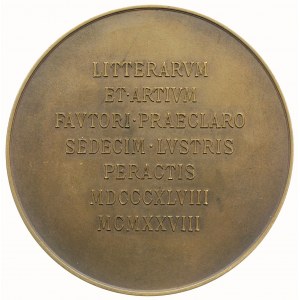 LITTERARVM
ET·ARTIVM
FAVTORI·PRAECLARO
SEDECIM·LVSTRIS
PERACTIS
MDCCCXLVIII
MCMXXVIII